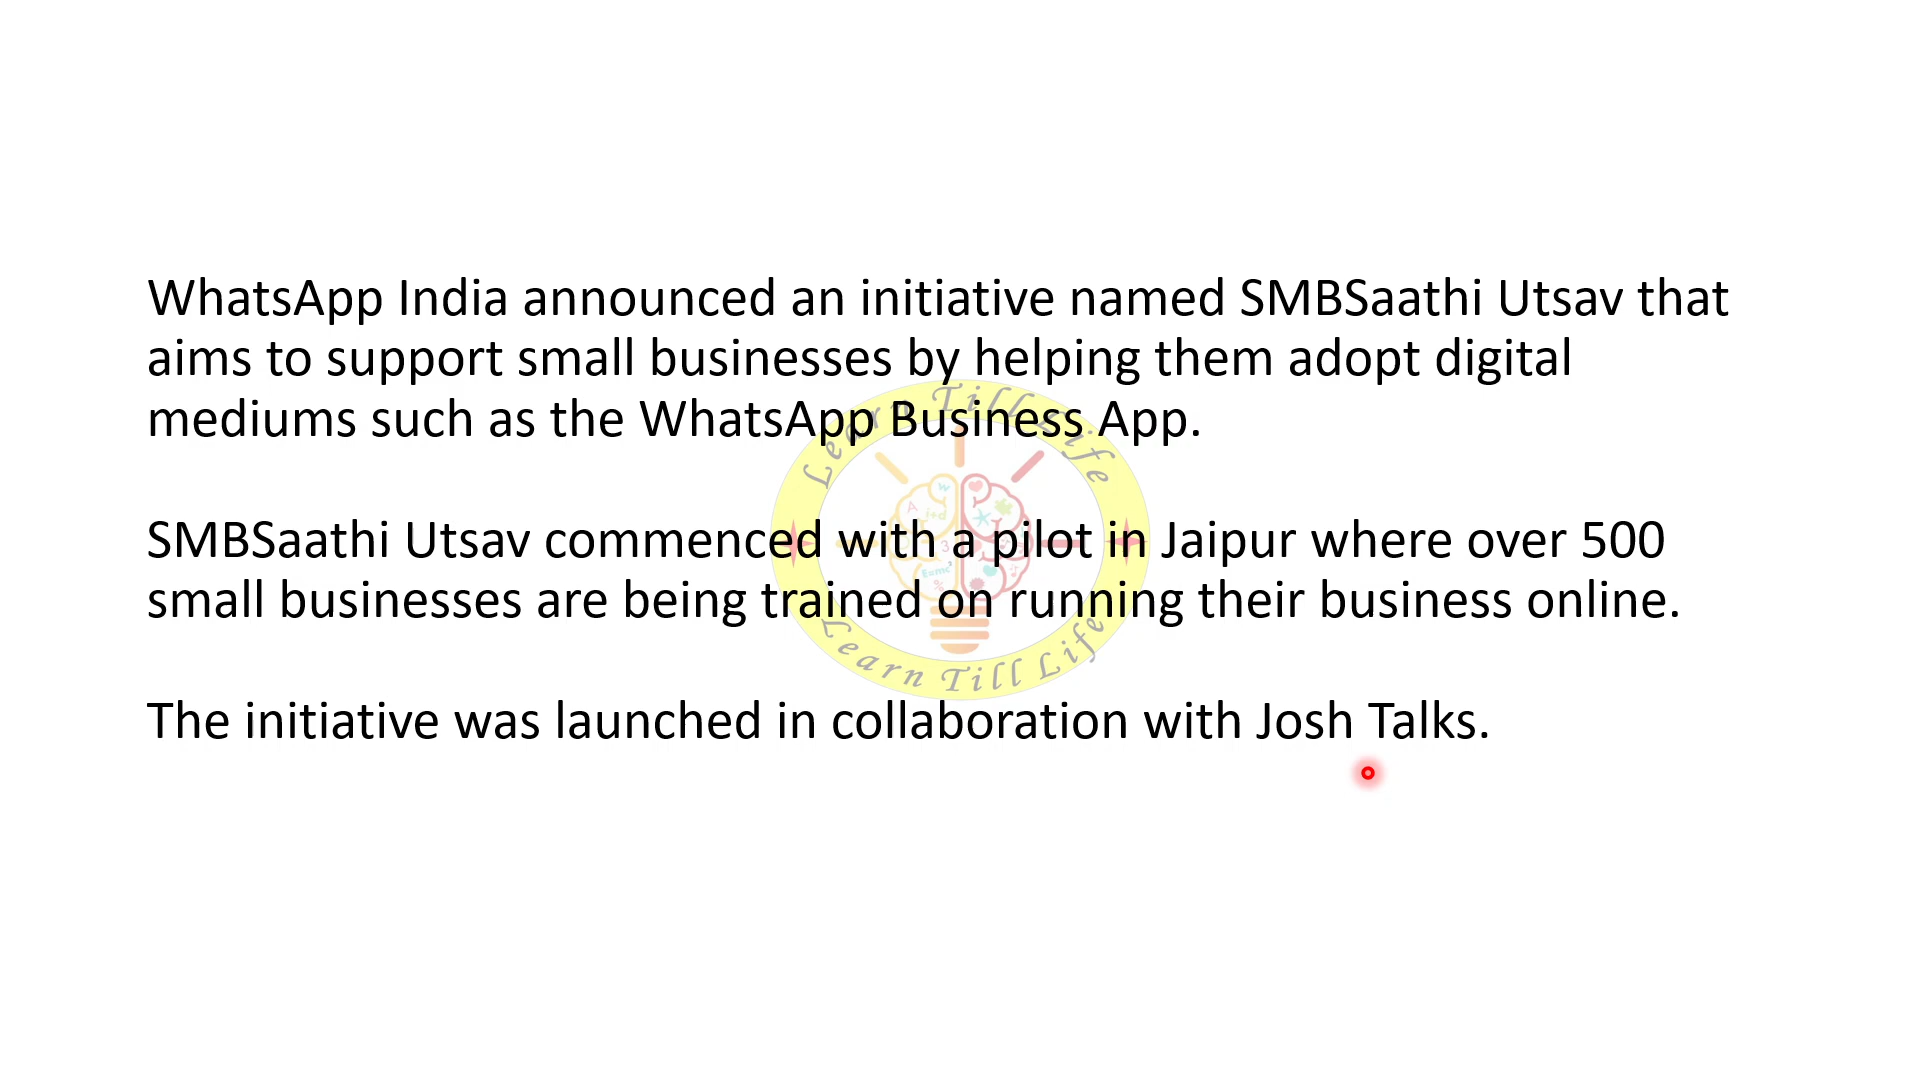 WhatsApp India announced an initiative named SMBSaathi Utsav that
aims to support small businesses by helping them adopt digital
mediums such as the WhatsApp Business App.
SMBSaathi Utsav commenced with a pilot in Jaipur where over 500
small businesses are being trained on running their business online.
The initiative was launched in collaboration with Josh Talks.
Learn Till Life
Learn Till Life